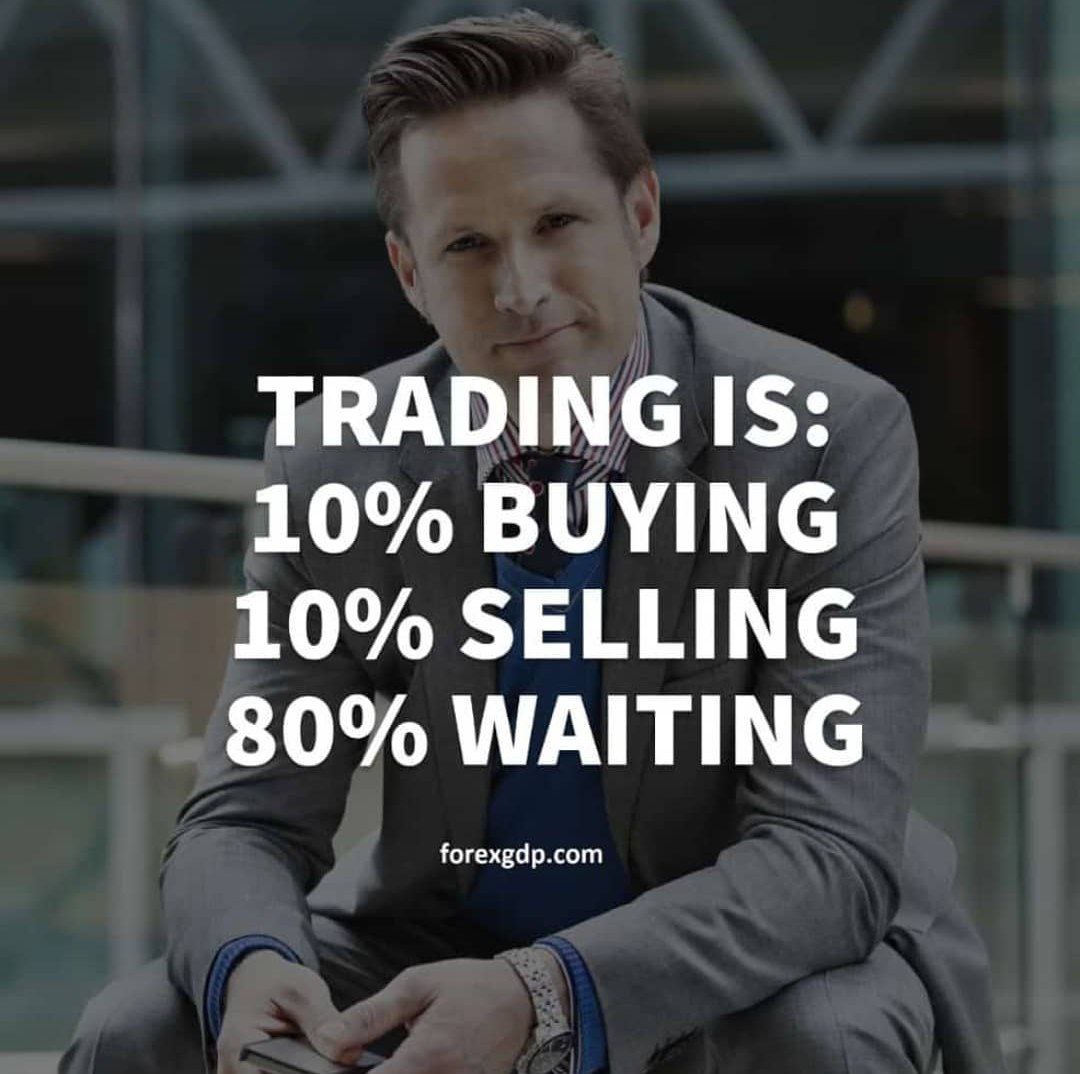 TRADING IS:
10% BUYING
10% SELLING
80% WAITING
forexgdp.com